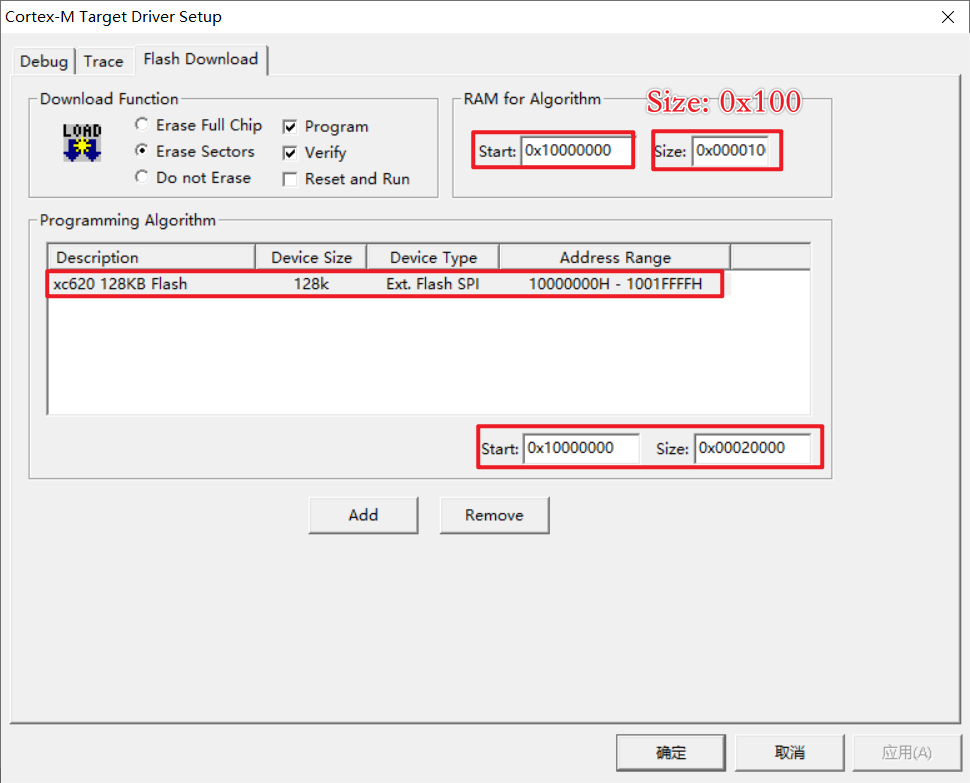 Cortex-M Target Driver Setup
Debug Trace Flash Download
Download Function
LOAD
Erase Full Chip Program
Erase Sectors Verify
Do not Erase Reset and Run
RAM for Algorithm
Size: 0x100
Start: 0x10000000 Size: 0x000010
Programming Algorithm
Description Device Size Device Type Address Range
xc620 128KB Flash 128k Ext. Flash SPI 10000000H - 1001FFFFH
Start: 0x10000000 Size: 0x00020000
Add Remove
确定 取消 应用(A)